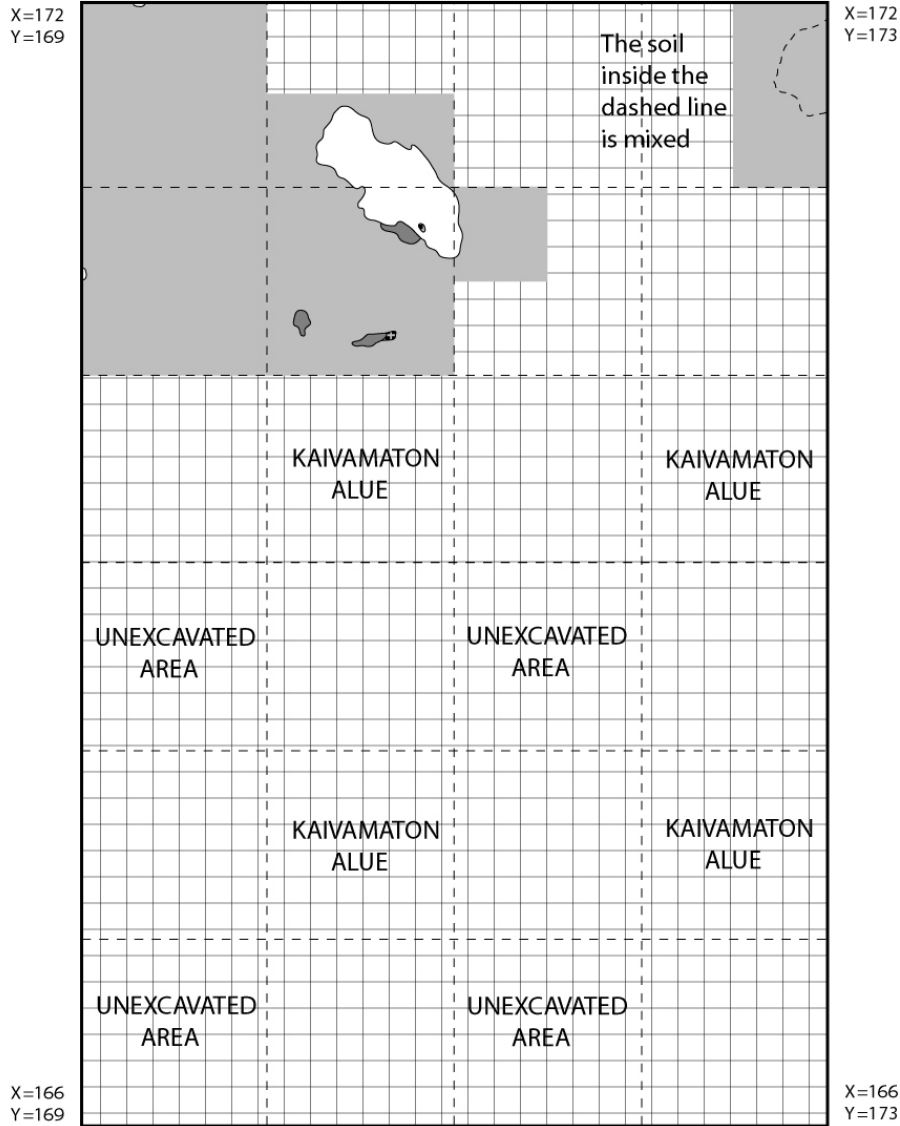 X=172
Y=169
X=172
Y=173
The soil
inside the
dashed line
is mixed
KAIVAMATON
ALUE
KAIVAMATON
ALUE
UNEXCAVATED
AREA
UNEXCAVATED
AREA
KAIVAMATON
ALUE
KAIVAMATON
ALUE
UNEXCAVATED
AREA
UNEXCAVATED
AREA
X=166
Y=169
X=166
Y=173